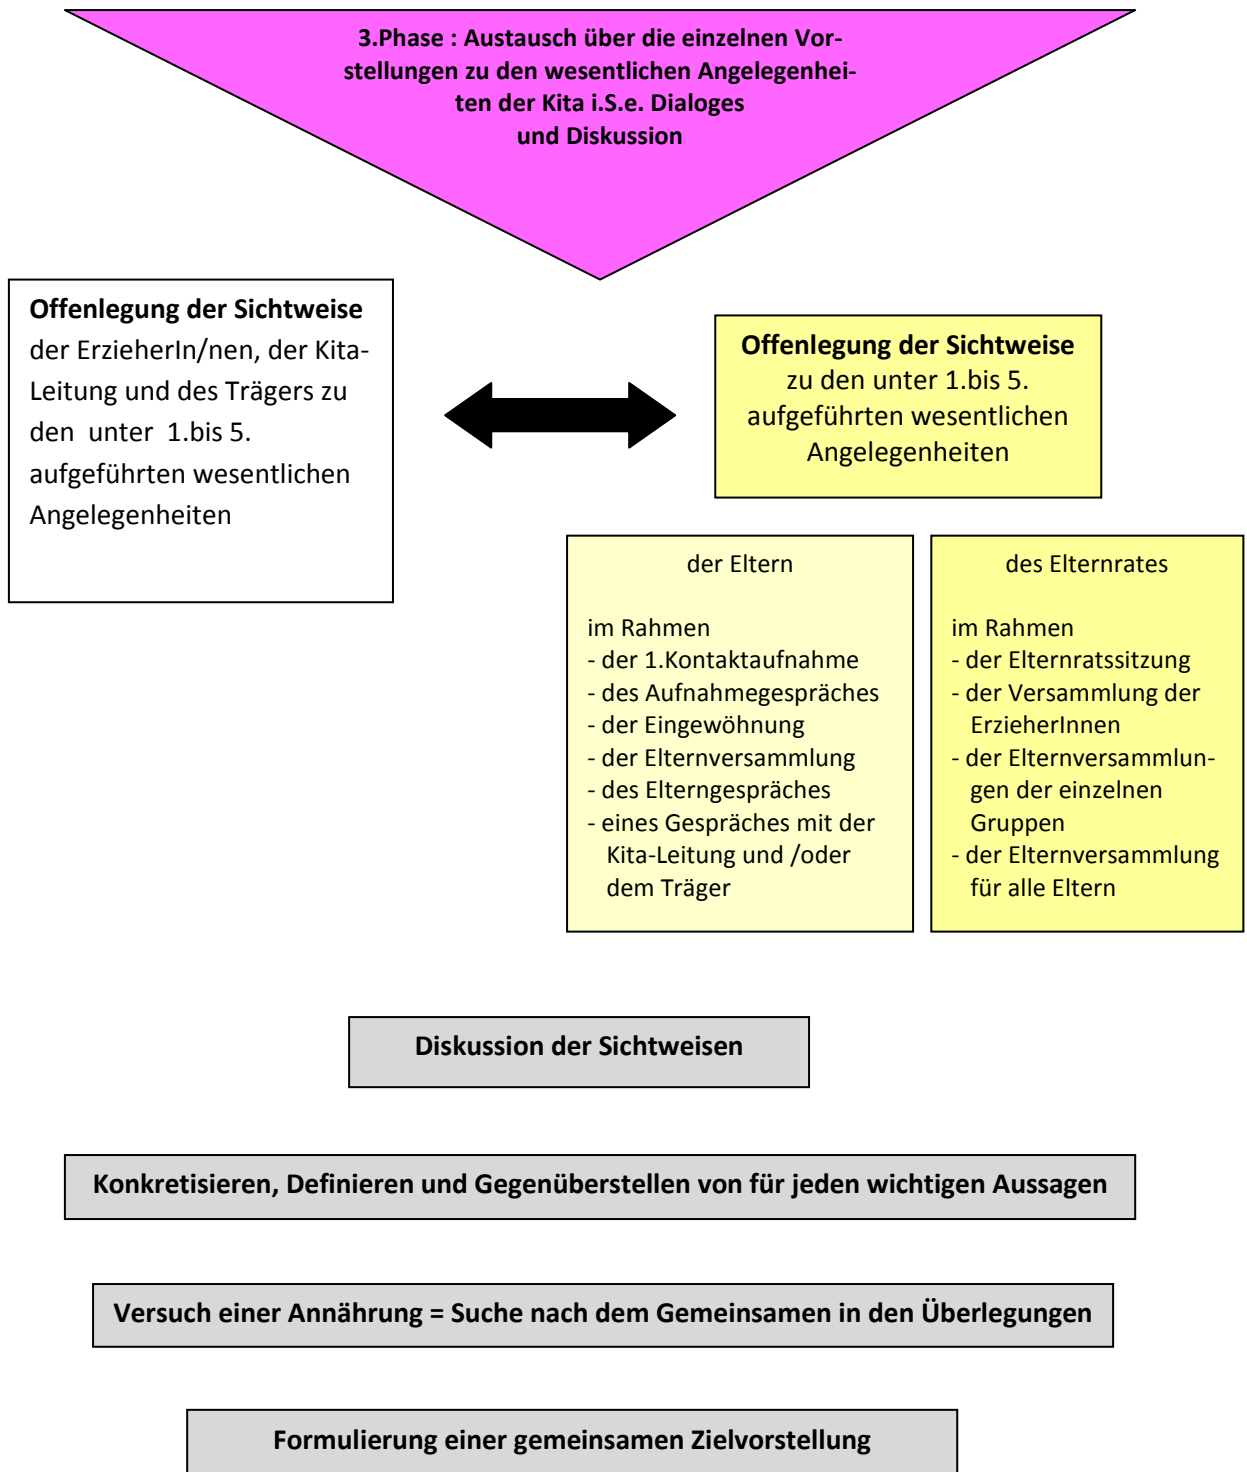 3.Phase : Austausch über die einzelnen Vor-
stellungen zu den wesentlichen Angelegenhei-
ten der Kita i.S.e. Dialoges
und Diskussion
Offenlegung der Sichtweise
der ErzieherIn/nen, der Kita-
Leitung und des Trägers zu
den unter 1.bis 5.
aufgeführten wesentlichen
Angelegenheiten
Offenlegung der Sichtweise
zu den unter 1.bis 5.
aufgeführten wesentlichen
Angelegenheiten
der Eltern
im Rahmen
- der 1.Kontaktaufnahme
- des Aufnahmegespräches
- der Eingewöhnung
- der Elternversammlung
- des Elterngespräches
- eines Gespräches mit der
Kita-Leitung und /oder
dem Träger
des Elternrates
im Rahmen
- der Elternratssitzung
- der Versammlung der
ErzieherInnen
- der Elternversammlun-
gen der einzelnen
Gruppen
- der Elternversammlung
für alle Eltern
Diskussion der Sichtweisen
Konkretisieren, Definieren und Gegenüberstellen von für jeden wichtigen Aussagen
Versuch einer Annährung = Suche nach dem Gemeinsamen in den Überlegungen
Formulierung einer gemeinsamen Zielvorstellung